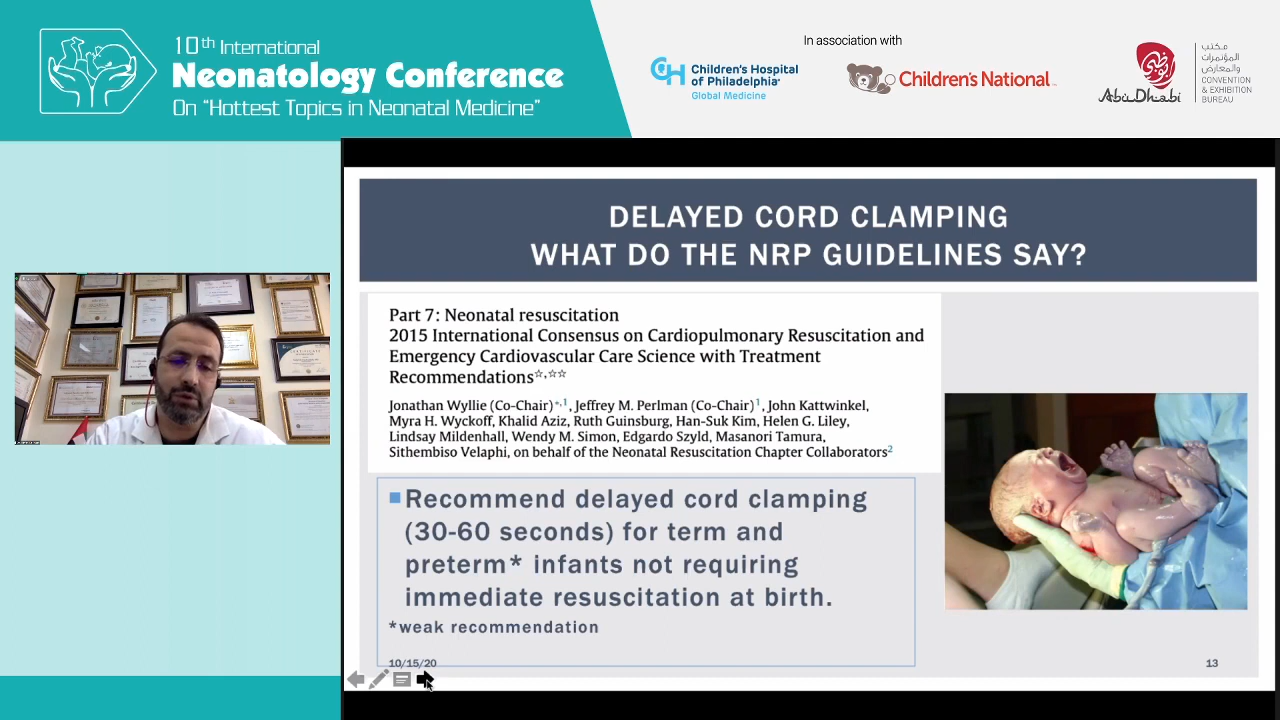 10th International
Neonatology Conference
On “Hottest Topics in Neonatal Medicine”
In association with
CH Children's Hospital
of Philadelphia®
Global Medicine
Children's National™
أبوظبي
Abu Dhabi
مكتب
المؤتمرات
والمعارض
CONVENTION
& EXHIBITION
BUREAU
DELAYED CORD CLAMPING
WHAT DO THE NRP GUIDELINES SAY?
Part 7: Neonatal resuscitation
2015 International Consensus on Cardiopulmonary Resuscitation and
Emergency Cardiovascular Care Science with Treatment
Recommendations☆,☆☆
Jonathan Wyllie (Co-Chair)*,1, Jeffrey M. Perlman (Co-Chair)1, John Kattwinkel,
Myra H. Wyckoff, Khalid Aziz, Ruth Guinsburg, Han-Suk Kim, Helen G. Liley,
Lindsay Mildenhall, Wendy M. Simon, Edgardo Szyld, Masanori Tamura,
Sithembiso Velaphi, on behalf of the Neonatal Resuscitation Chapter Collaborators2
■ Recommend delayed cord clamping
(30-60 seconds) for term and
preterm* infants not requiring
immediate resuscitation at birth.
*weak recommendation
10/15/20
13